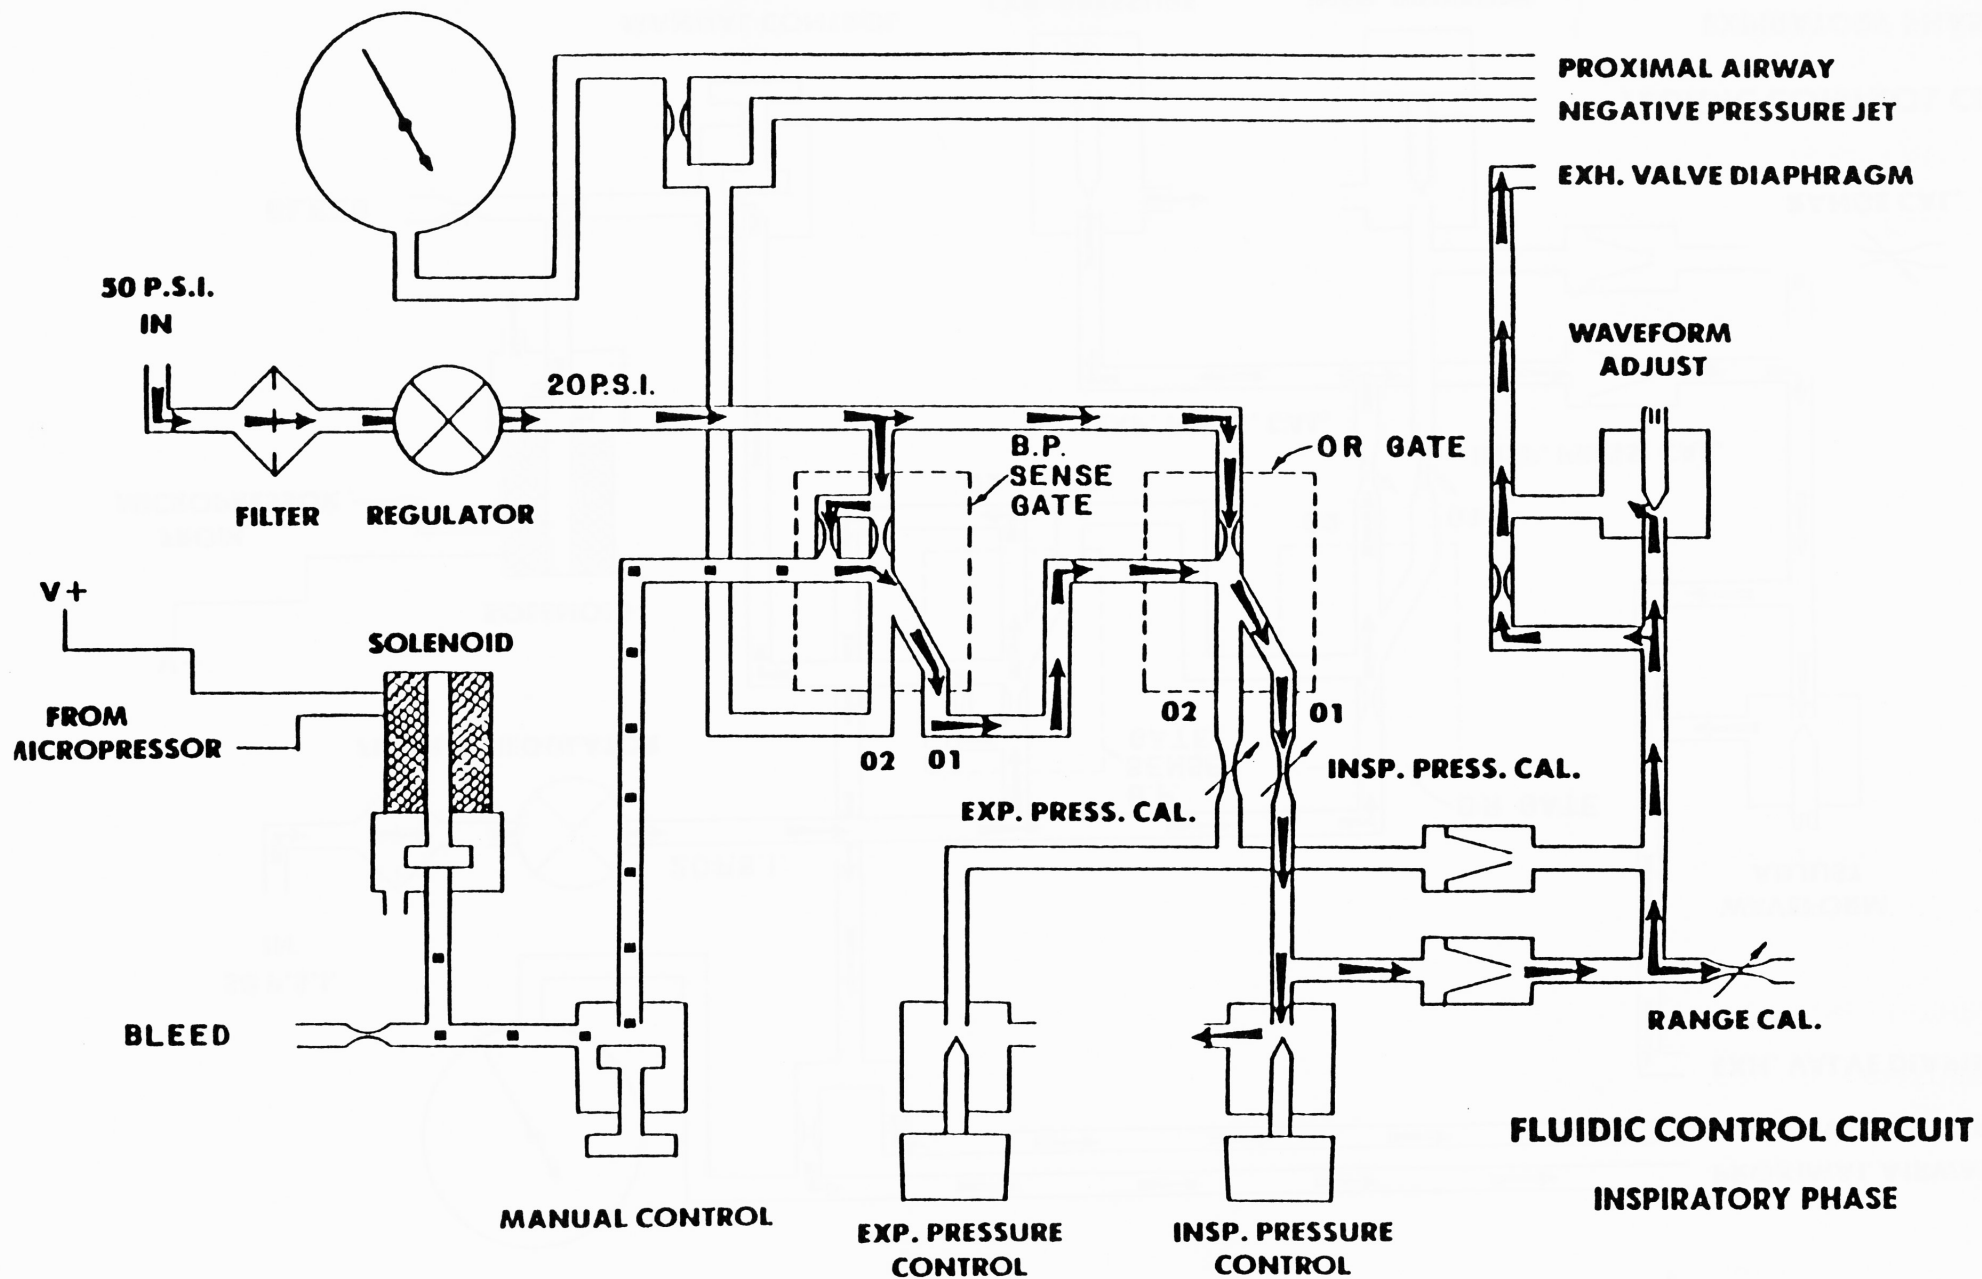 PROXIMAL AIRWAY
NEGATIVE PRESSURE JET
EXH. VALVE DIAPHRAGM
50 P.S.I.
IN
WAVEFORM
ADJUST
20 P.S.I.
B.P.
SENSE
GATE
OR GATE
FILTER
REGULATOR
V+
SOLENOID
FROM
MICROPRESSOR
02
01
02
01
INSP. PRESS. CAL.
EXP. PRESS. CAL.
BLEED
RANGE CAL.
FLUIDIC CONTROL CIRCUIT
INSPIRATORY PHASE
MANUAL CONTROL
EXP. PRESSURE
CONTROL
INSP. PRESSURE
CONTROL